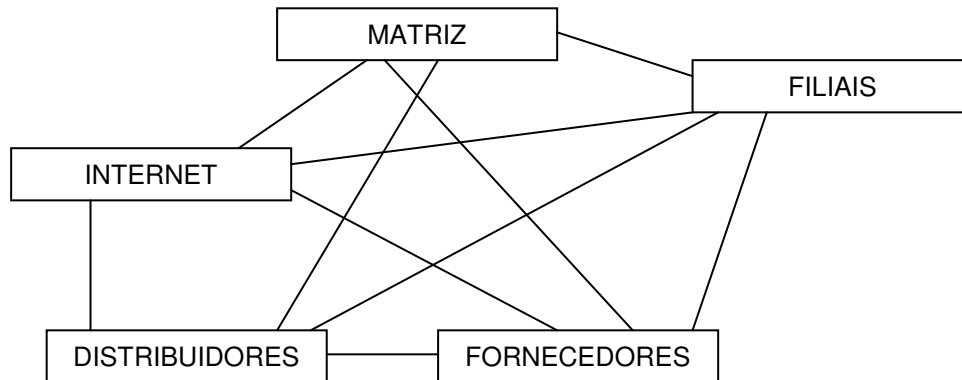 MATRIZ
FILIAIS
INTERNET
DISTRIBUIDORES
FORNECEDORES